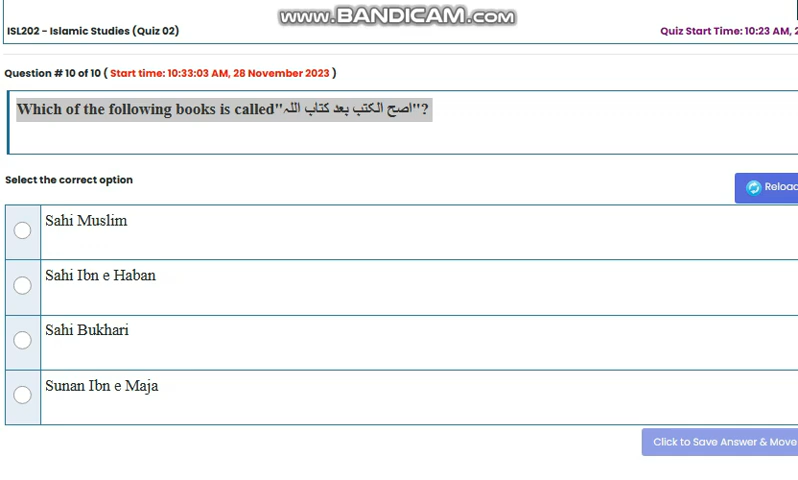 www.BANDICAM.com
ISL202 - Islamic Studies (Quiz 02)
Quiz Start Time: 10:23 AM, 2
Question # 10 of 10 ( Start time: 10:33:03 AM, 28 November 2023 )
Which of the following books is called"اصح الکتب بعد کتاب اللہ"?
Select the correct option
Reload
Sahi Muslim
Sahi Ibn e Haban
Sahi Bukhari
Sunan Ibn e Maja
Click to Save Answer & Move